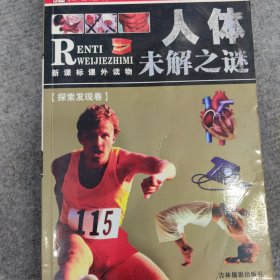 人体
RENTI
WEIJIEZHIMI
未解之谜
新课标课外读物
【探索发现卷】
115
吉林摄影出版社